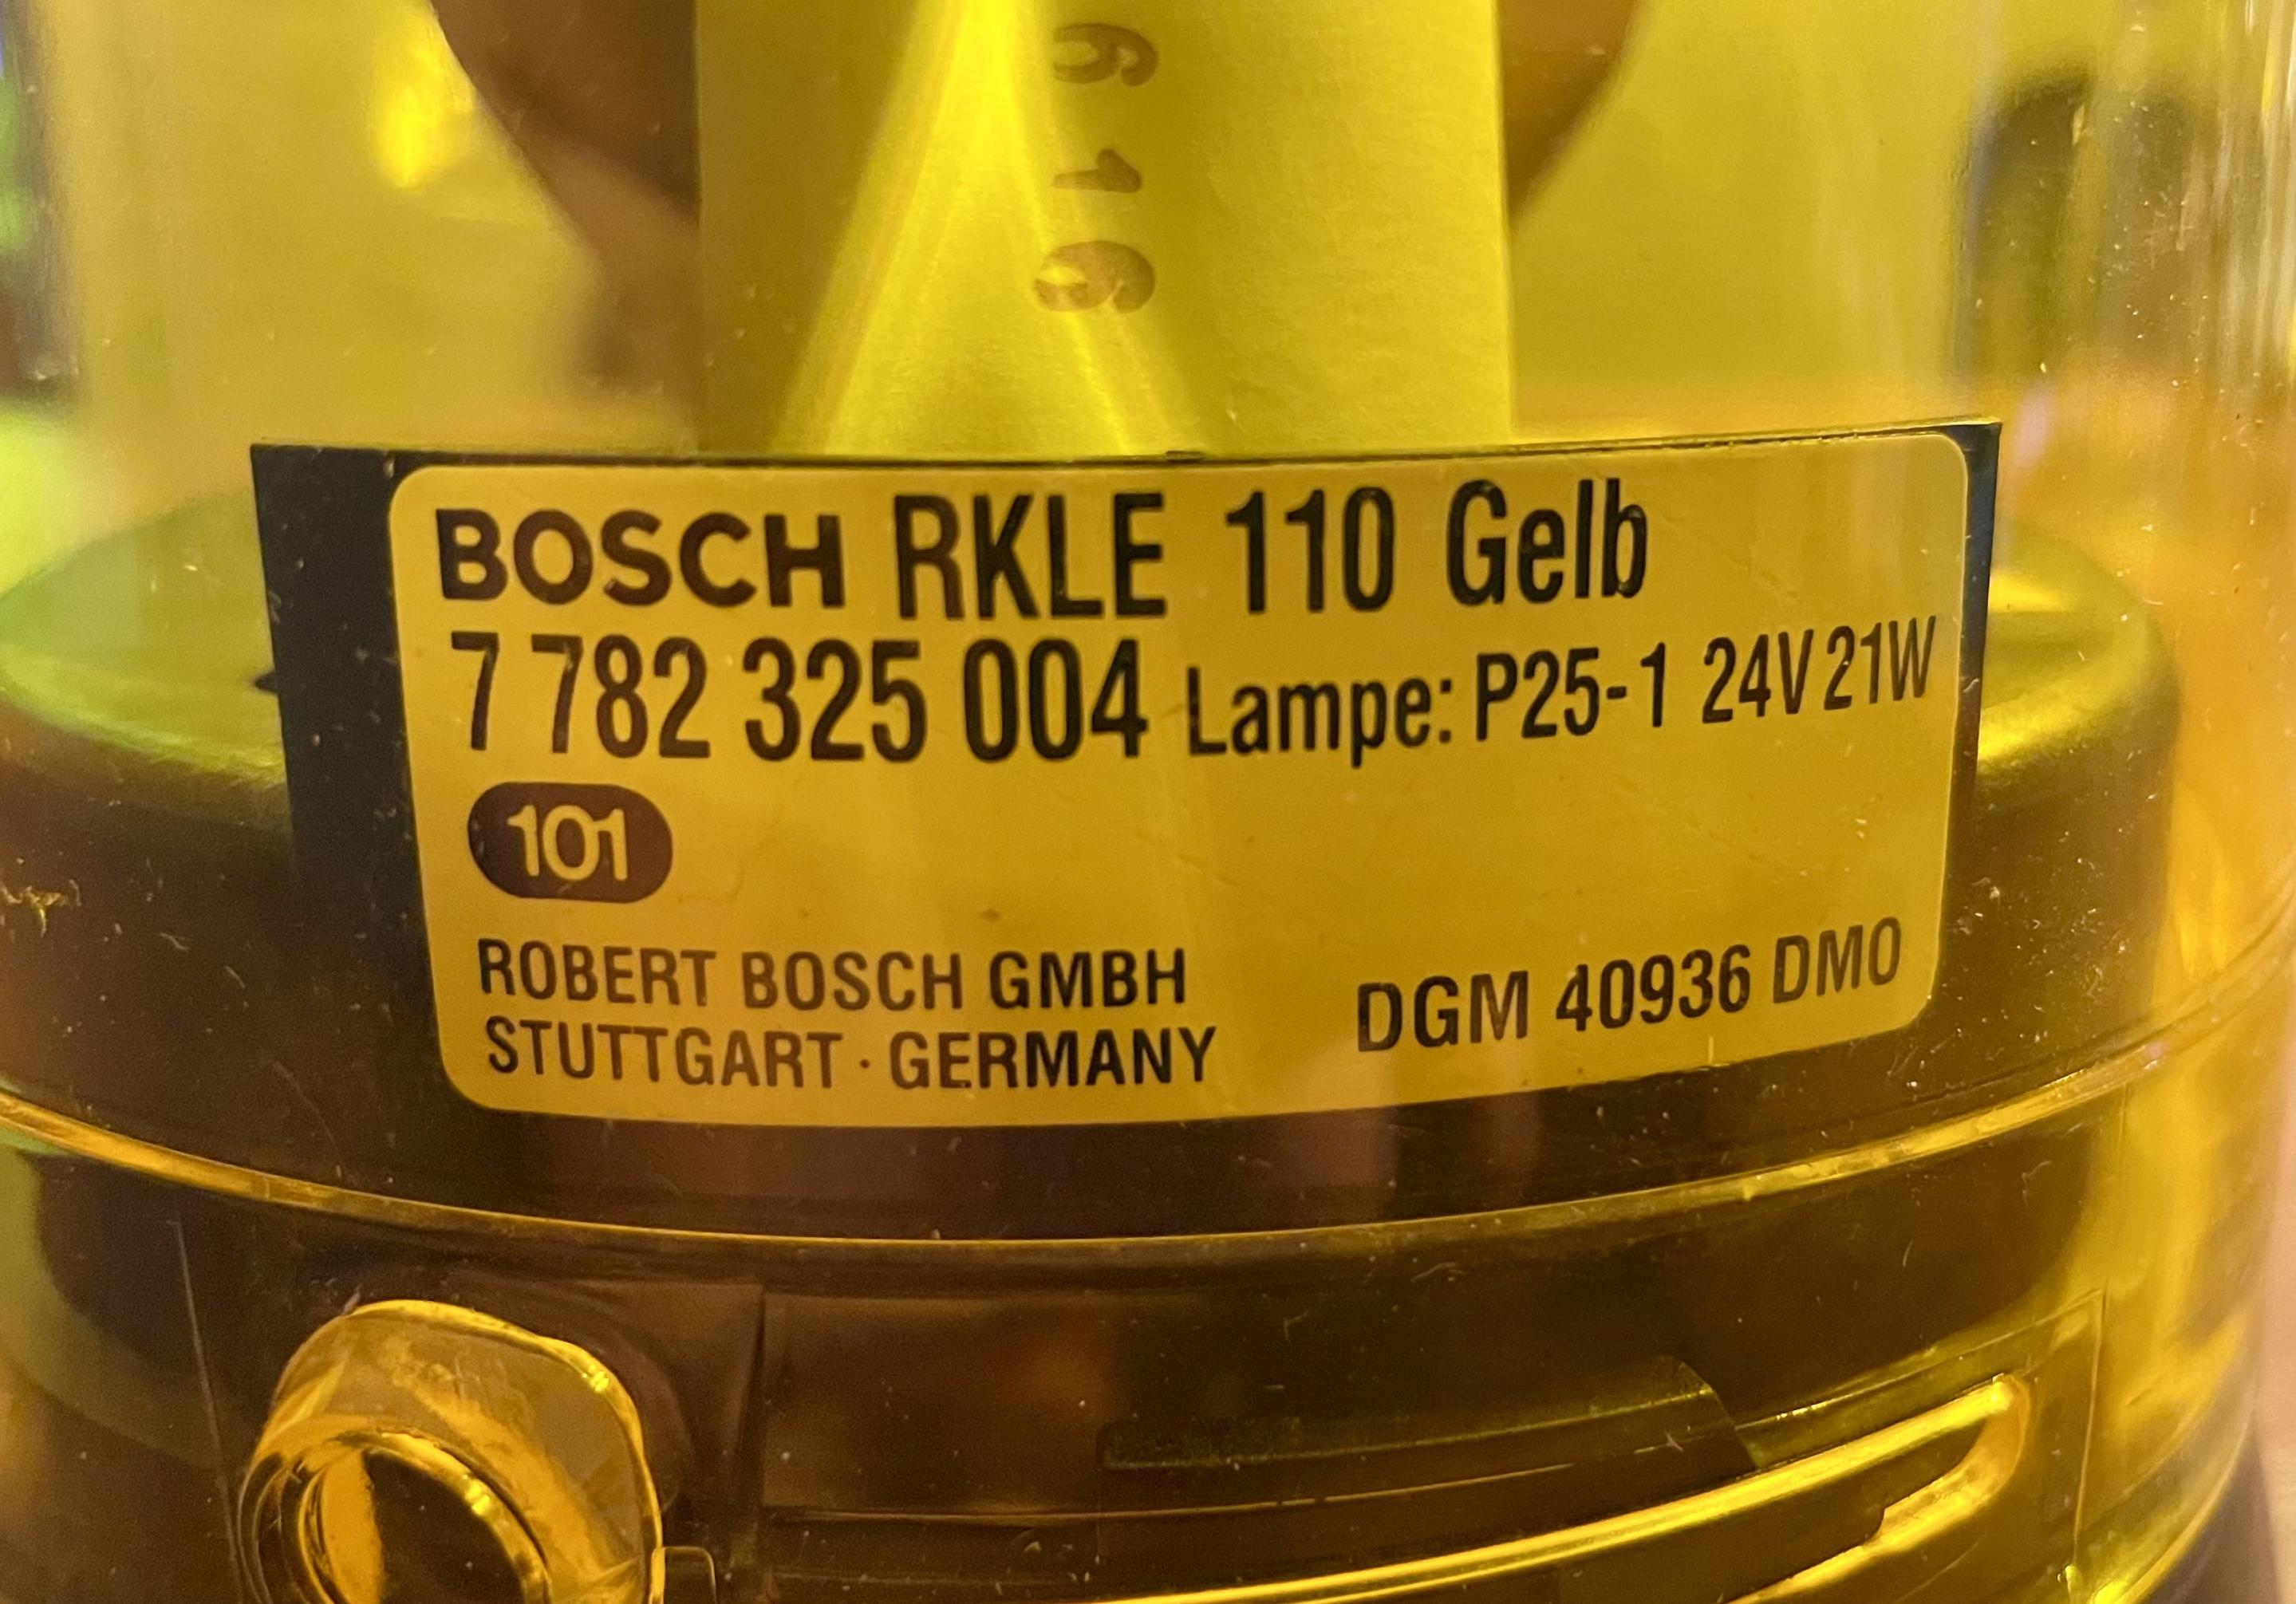 616
BOSCH RKLE 110 Gelb
7 782 325 004 Lampe: P25-1 24V 21W
101
ROBERT BOSCH GMBH
STUTTGART · GERMANY
DGM 40936 DMO